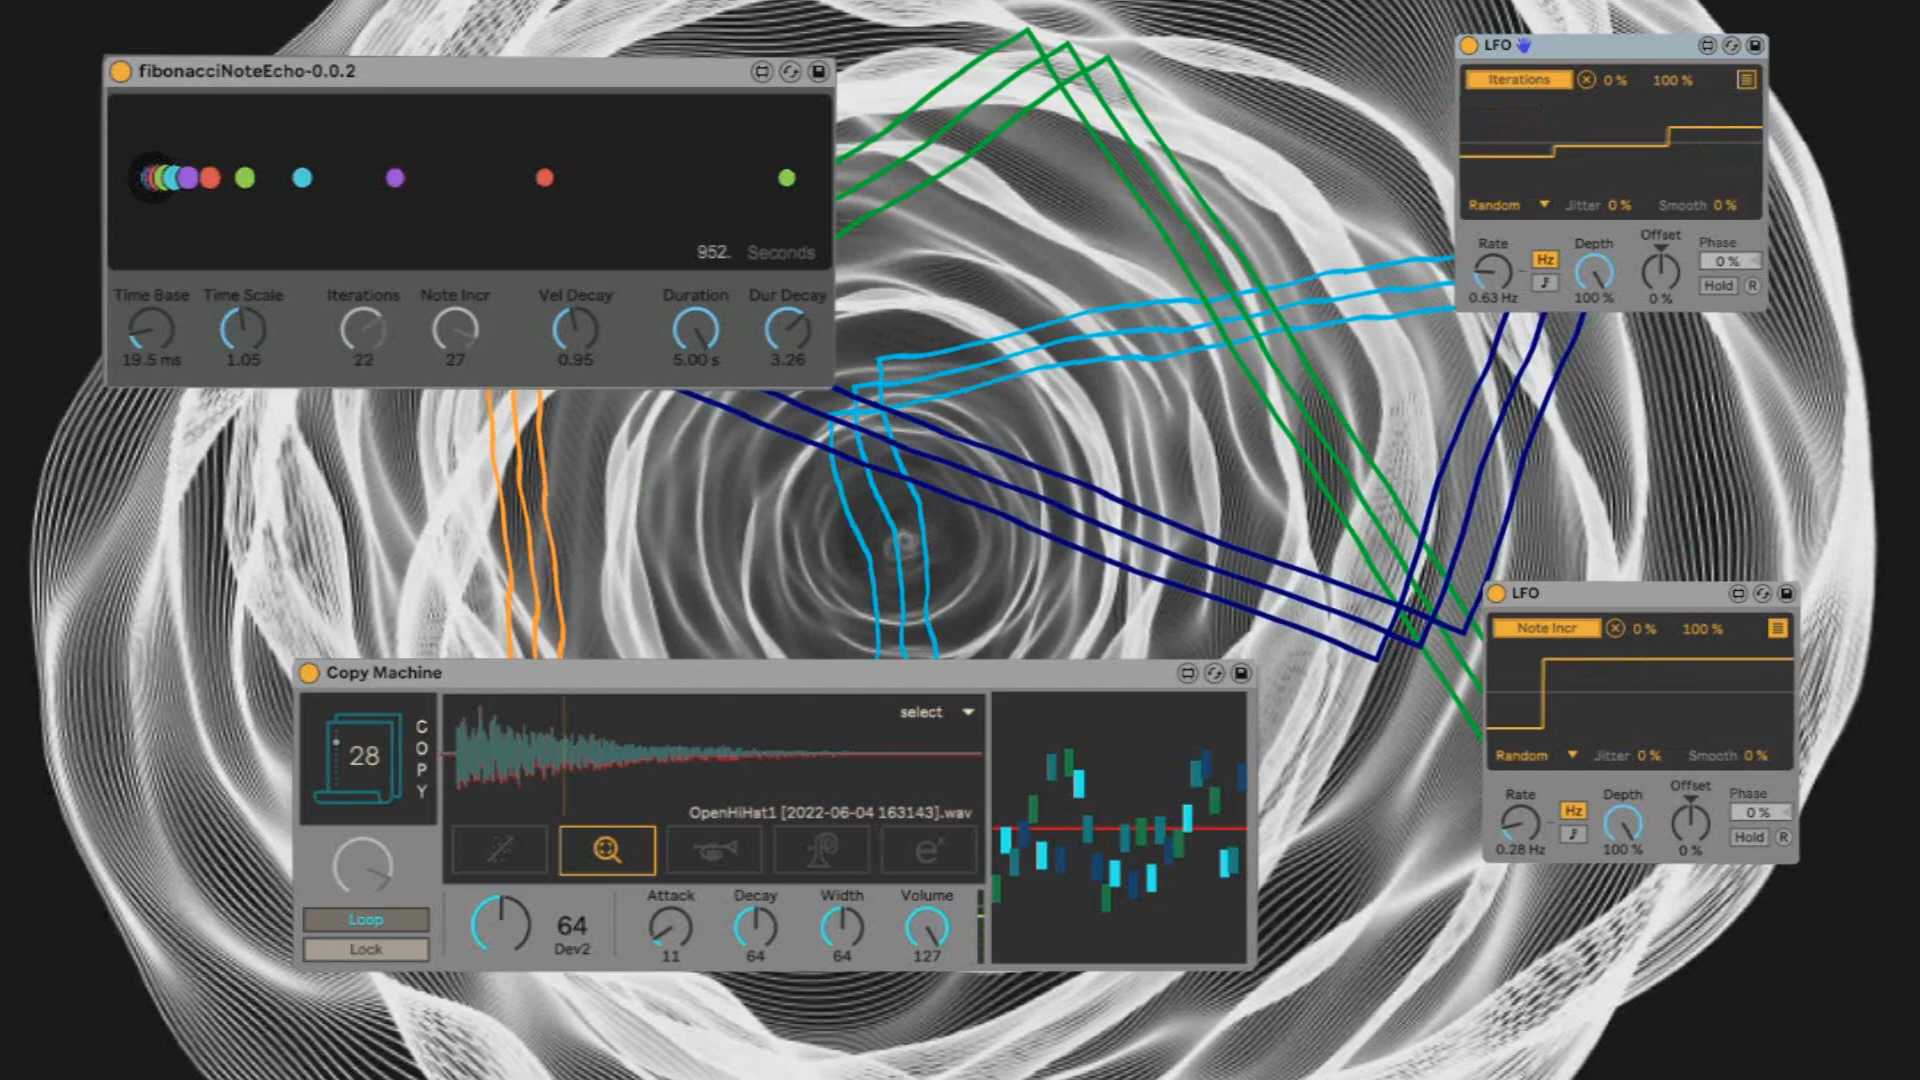 fibonacciNoteEcho-0.0.2
952. Seconds
Time Base Time Scale Iterations Note Incr Vel Decay Duration Dur Decay
19.5 ms 1.05 22 27 0.95 5.00 s 3.26
LFO
Iterations 0 % 100 %
Random Jitter 0 % Smooth 0 %
Rate Hz Depth Offset Phase
0 %
Hold R
0.63 Hz 100 % 0 %
LFO
Note Incr 0 % 100 %
Random Jitter 0 % Smooth 0 %
Rate Hz Depth Offset Phase
0 %
Hold R
0.28 Hz 100 % 0 %
Copy Machine
28
COPY
select
OpenHiHat1 [2022-06-04 163143].wav
eˣ
Loop
Lock
64
Dev2
Attack Decay Width Volume
11 64 64 127